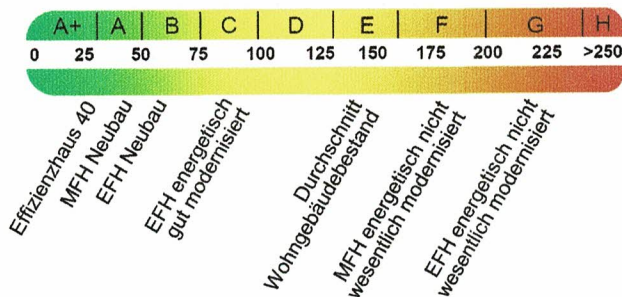 A+ A B C D E F G H
0 25 50 75 100 125 150 175 200 225 >250
Effizienzhaus 40
MFH Neubau
EFH Neubau
EFH energetisch
gut modernisiert
Durchschnitt
Wohngebäudebestand
MFH energetisch nicht
wesentlich modernisiert
EFH energetisch nicht
wesentlich modernisiert